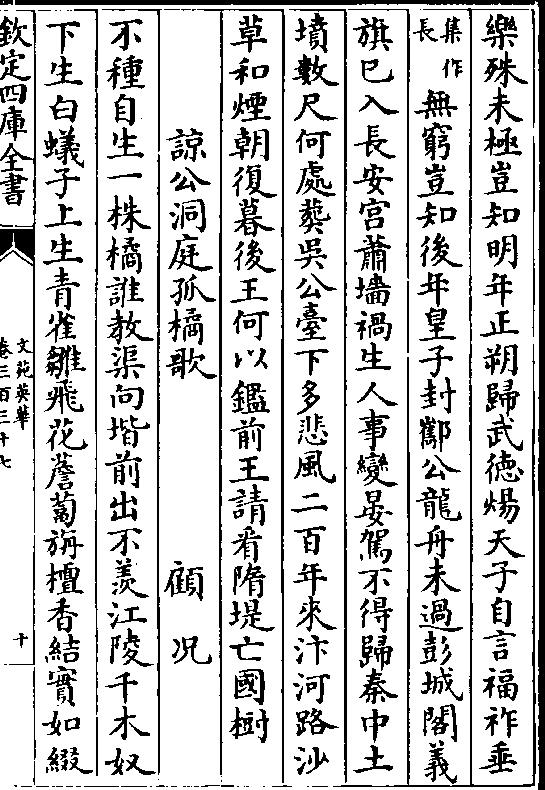 樂殊未極豈知明年正朔歸武德煬天子自言福祚垂
集作長無窮豈知後年皇子封酅公龍舟未過彭城閣義
旗已入長安宫蕭墻禍生人事變晏駕不得歸秦中土
墳數尺何處葬吳公臺下多悲風二百年來汴河路沙
草和煙朝復暮後王何以鑑前王請看隋堤亡國樹
諒公洞庭孤橘歌 顧况
不種自生一株橘誰教渠向堦前出不羡江陵千木奴
下生白蟻子上生青雀雛飛花薝蔔旃檀香結實如綴
欽定四庫全書
文苑英華
卷三百三十七
十